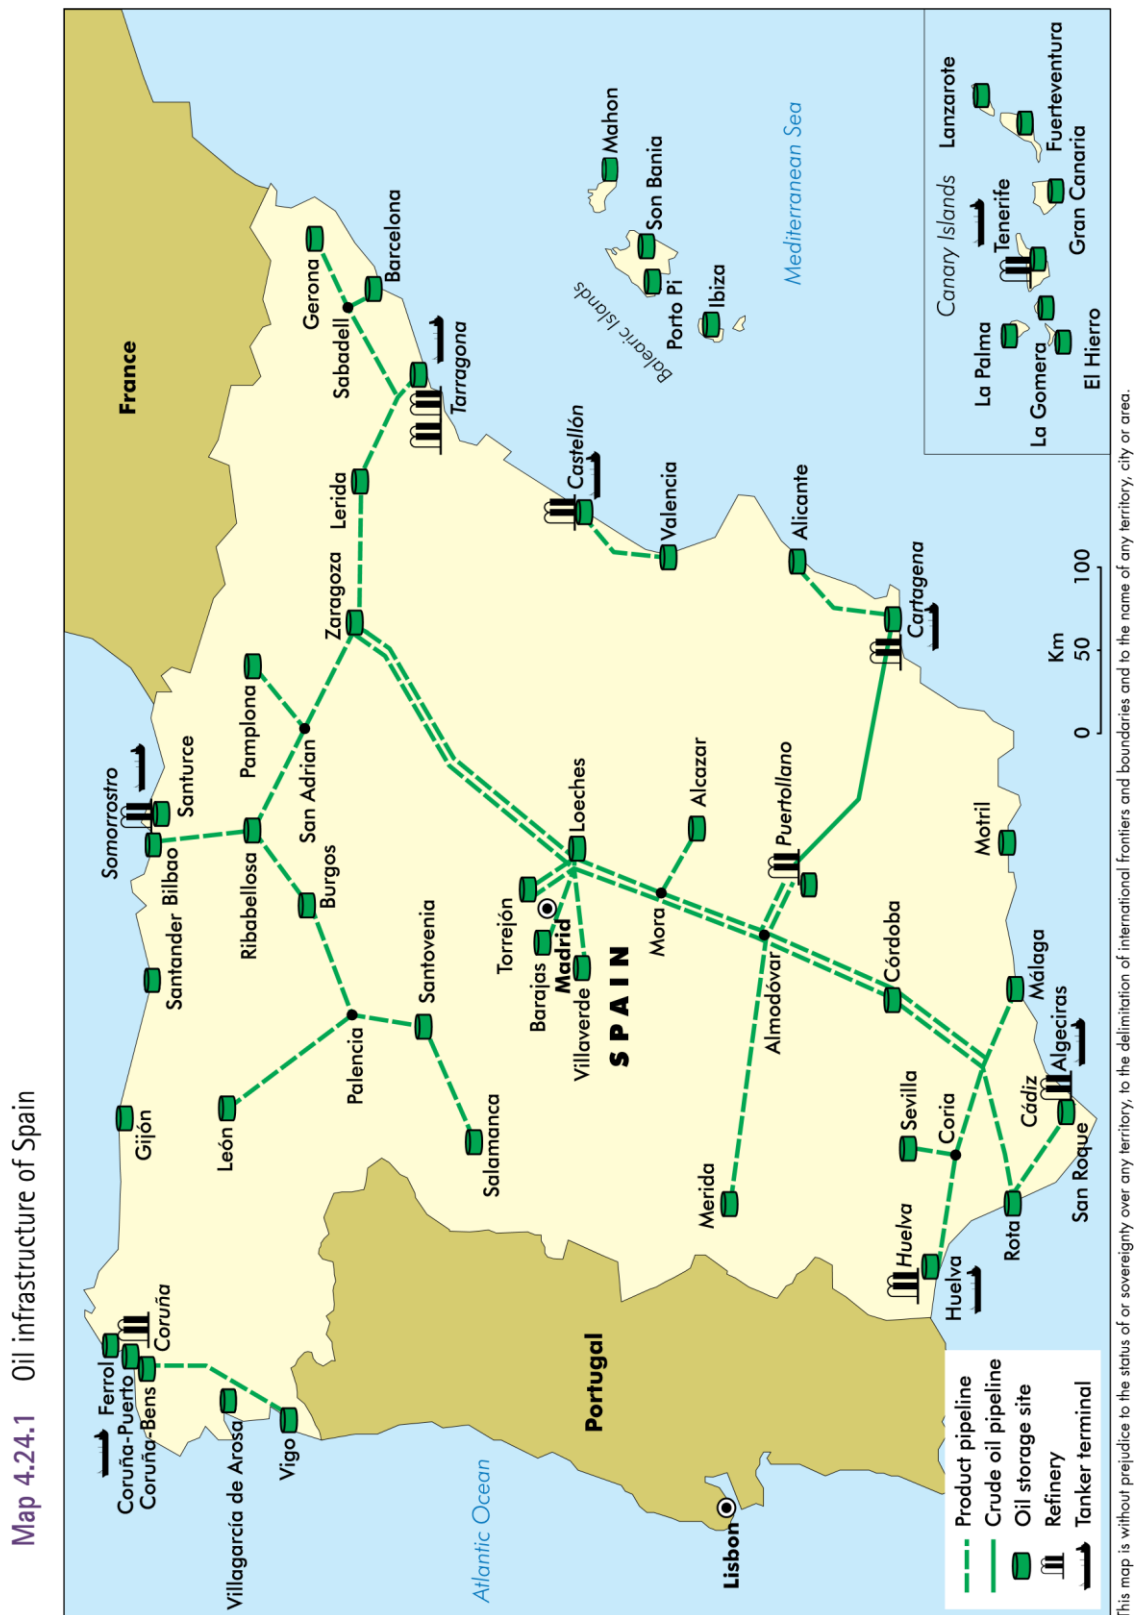 Map 4.24.1 Oil infrastructure of Spain
France
Portugal
SPAIN
Madrid
Lisbon
Atlantic Ocean
Mediterranean Sea
Balearic Islands
Canary Islands
Ferrol
Coruña-Puerto
Coruña-Bens
Coruña
Villagarcía de Arosa
Vigo
Gijón
Santander
Bilbao
Somorrostro
Santurce
León
Palencia
Burgos
Ribabellosa
San Adrian
Pamplona
Santovenia
Salamanca
Zaragoza
Lerida
Sabadell
Gerona
Barcelona
Tarragona
Torrejón
Barajas
Villaverde
Loeches
Mora
Alcazar
Castellón
Valencia
Alicante
Cartagena
Puertollano
Almodóvar
Merida
Córdoba
Sevilla
Coria
Huelva
Huelva
Rota
Cádiz
San Roque
Algeciras
Málaga
Motril
Mahon
Son Bania
Porto Pi
Ibiza
Lanzarote
Fuerteventura
Gran Canaria
Tenerife
La Palma
La Gomera
El Hierro
Km
0 50 100
Product pipeline
Crude oil pipeline
Oil storage site
Refinery
Tanker terminal
This map is without prejudice to the status of or sovereignty over any territory, to the delimitation of international frontiers and boundaries and to the name of any territory, city or area.